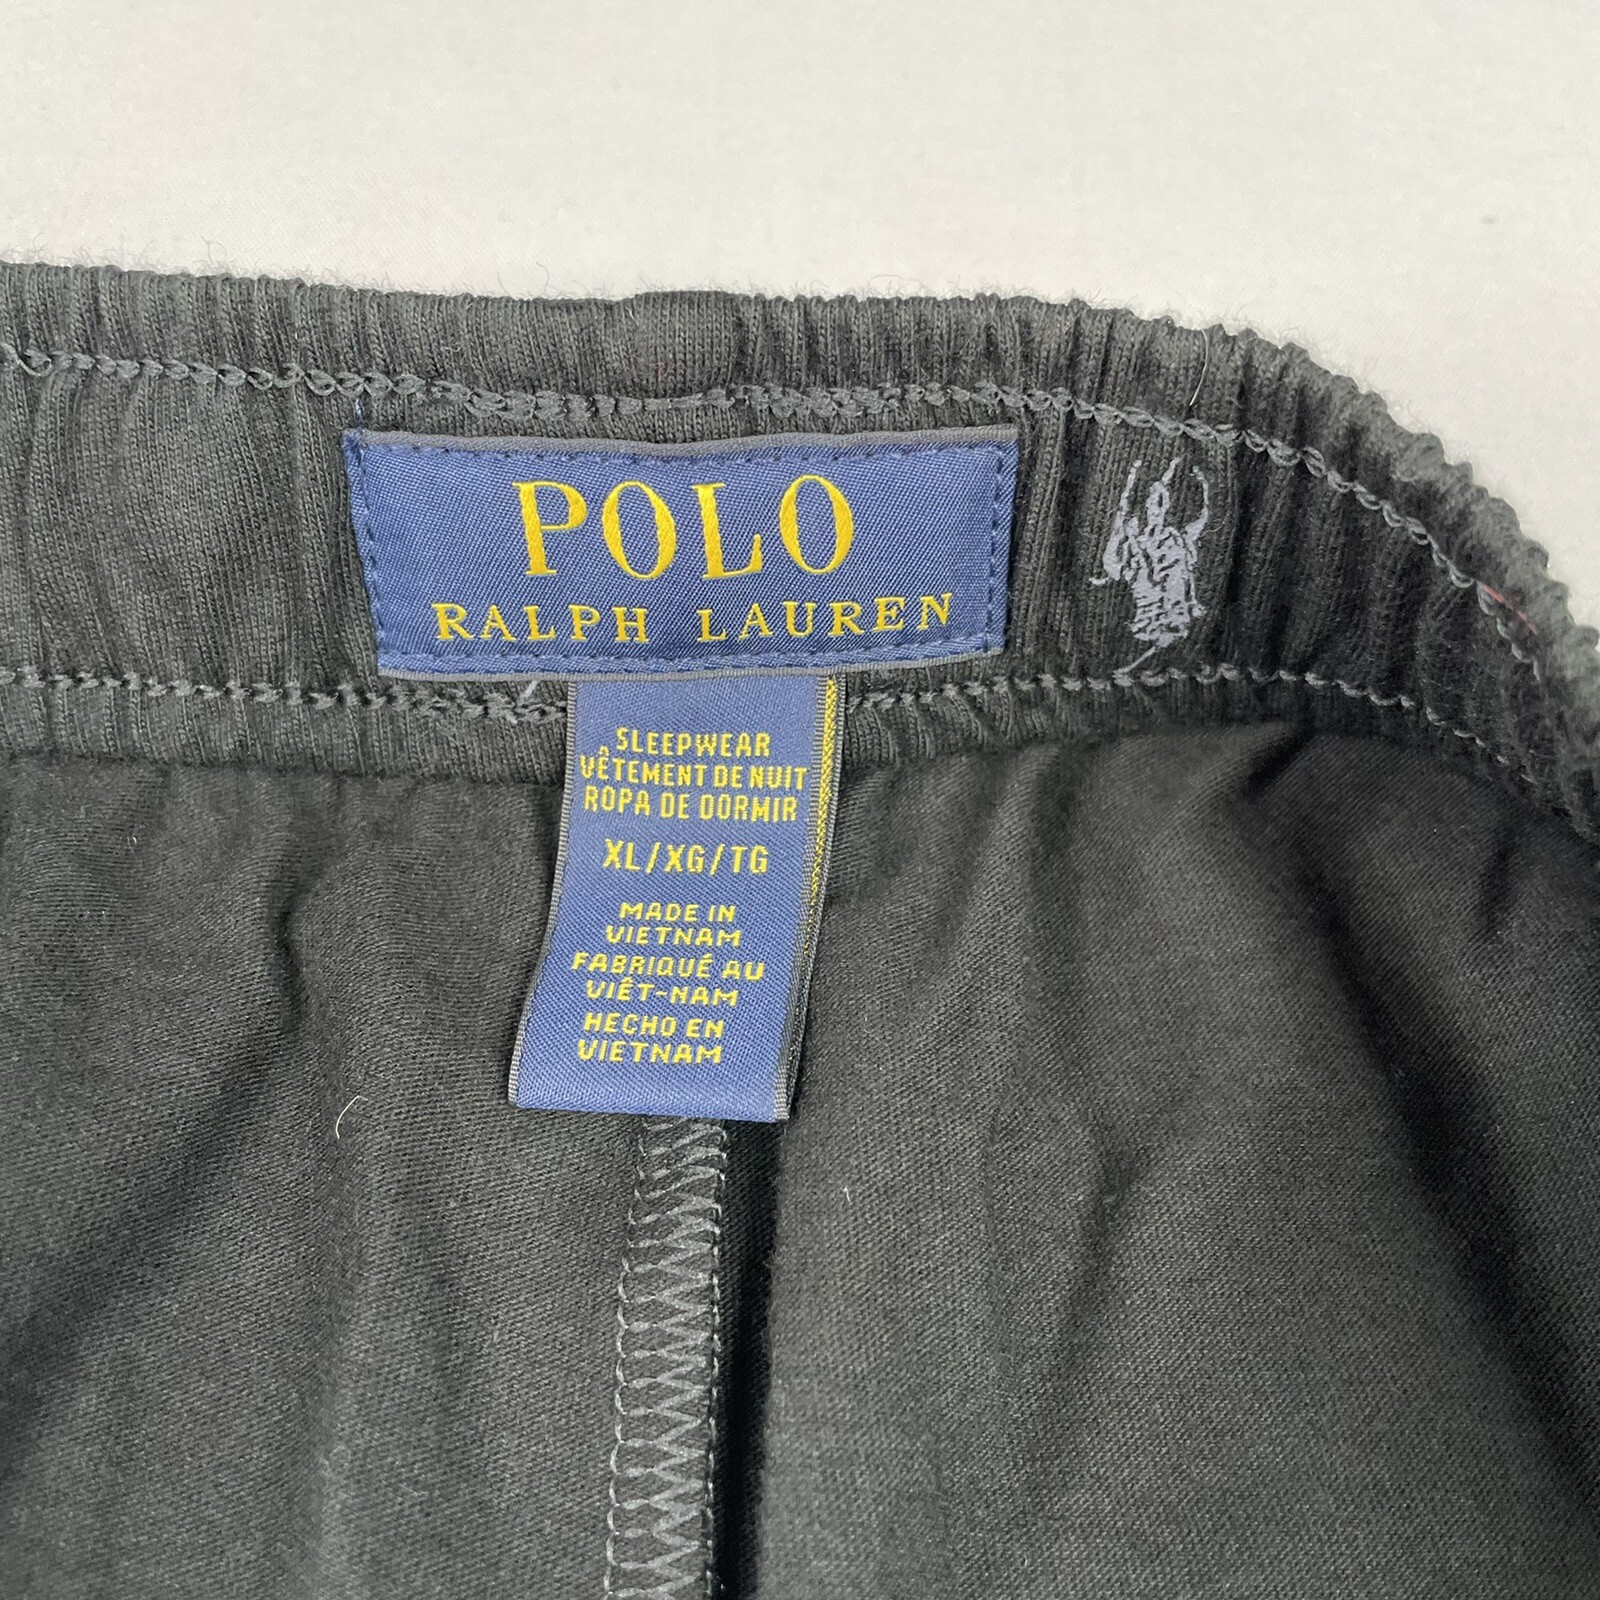 POLO
RALPH LAUREN
SLEEPWEAR
VÊTEMENT DE NUIT
ROPA DE DORMIR
XL/XG/TG
MADE IN
VIETNAM
FABRIQUÉ AU
VIÊT-NAM
HECHO EN
VIETNAM